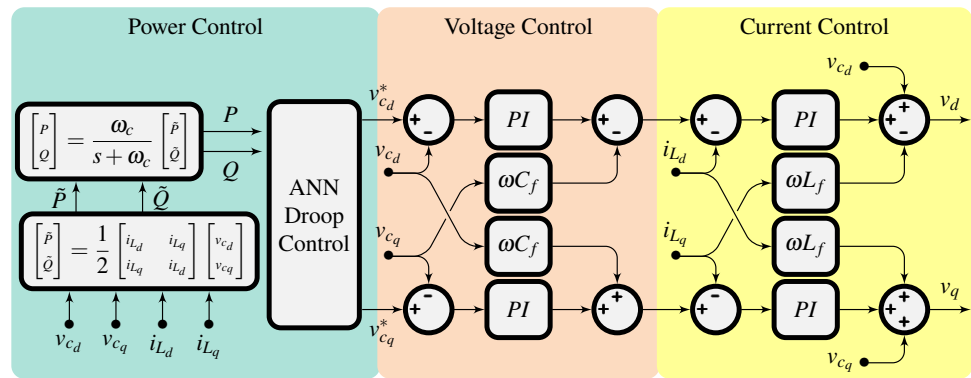 Power Control
Voltage Control
Current Control
[P Q] = ω_c / (s + ω_c) [P̃ Q̃]
P
Q
P̃
Q̃
[P̃ Q̃] = 1/2 [i_{L_d} i_{L_q} i_{L_q} i_{L_d}] [v_{c_d} v_{c_q}]
v_{c_d}
v_{c_q}
i_{L_d}
i_{L_q}
ANN
Droop
Control
v*_{c_d}
v_{c_d}
v_{c_q}
v*_{c_q}
+
-
PI
+
-
ωC_f
ωC_f
-
+
PI
+
+
i_{L_d}
i_{L_q}
+
-
PI
v_{c_d}
+
+
-
v_d
ωL_f
ωL_f
-
+
PI
+
+
+
v_q
v_{c_q}